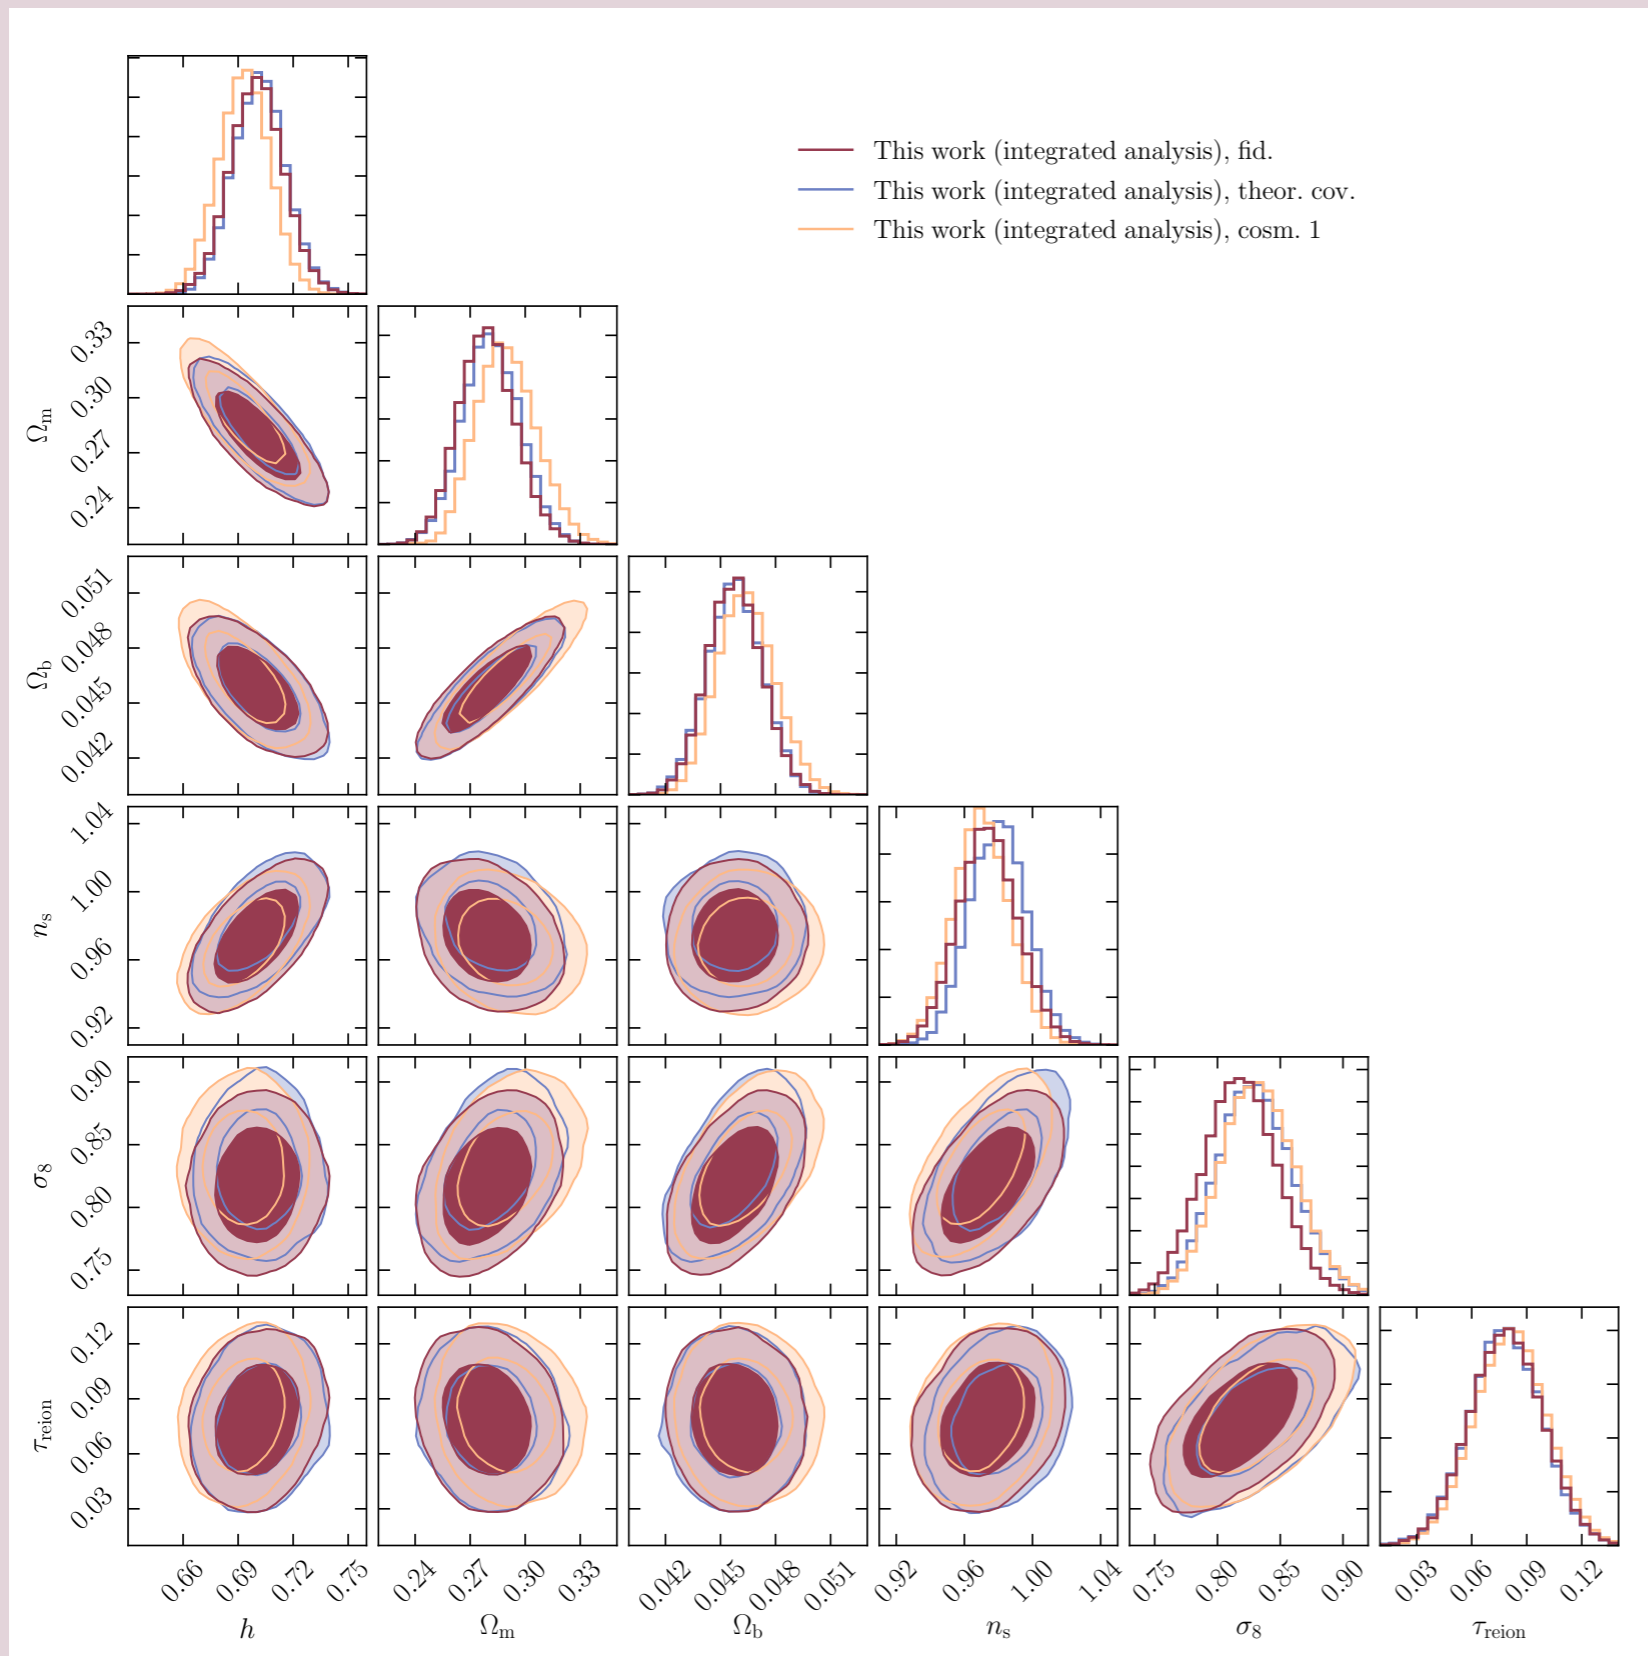 This work (integrated analysis), fid.
This work (integrated analysis), theor. cov.
This work (integrated analysis), cosm. 1
0.33
0.30
0.27
0.24
Ωm
0.051
0.048
0.045
0.042
Ωb
1.04
1.00
0.96
0.92
ns
0.90
0.85
0.80
0.75
σ8
0.12
0.09
0.06
0.03
τreion
0.66 0.69 0.72 0.75 0.24 0.27 0.30 0.33 0.042 0.045 0.048 0.051 0.92 0.96 1.00 1.04 0.75 0.80 0.85 0.90 0.03 0.06 0.09 0.12
h Ωm Ωb ns σ8 τreion